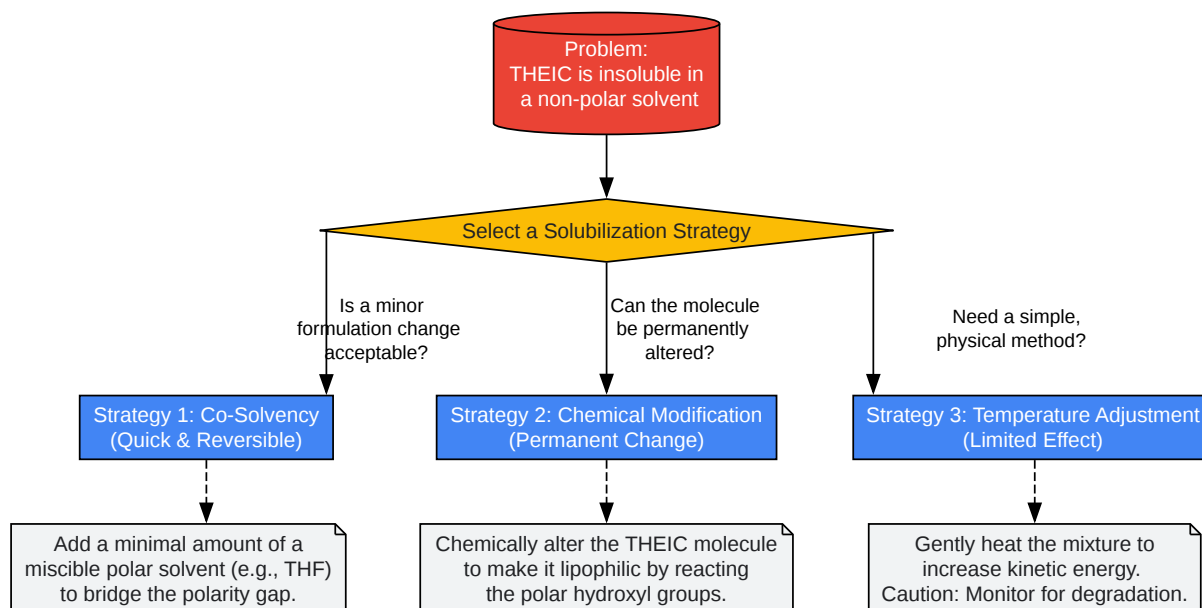 Problem:
THEIC is insoluble in
a non-polar solvent
Select a Solubilization Strategy
Is a minor
formulation change
acceptable?
Can the molecule
be permanently
altered?
Need a simple,
physical method?
Strategy 1: Co-Solvency
(Quick & Reversible)
Strategy 2: Chemical Modification
(Permanent Change)
Strategy 3: Temperature Adjustment
(Limited Effect)
Add a minimal amount of a
miscible polar solvent (e.g., THF)
to bridge the polarity gap.
Chemically alter the THEIC molecule
to make it lipophilic by reacting
the polar hydroxyl groups.
Gently heat the mixture to
increase kinetic energy.
Caution: Monitor for degradation.